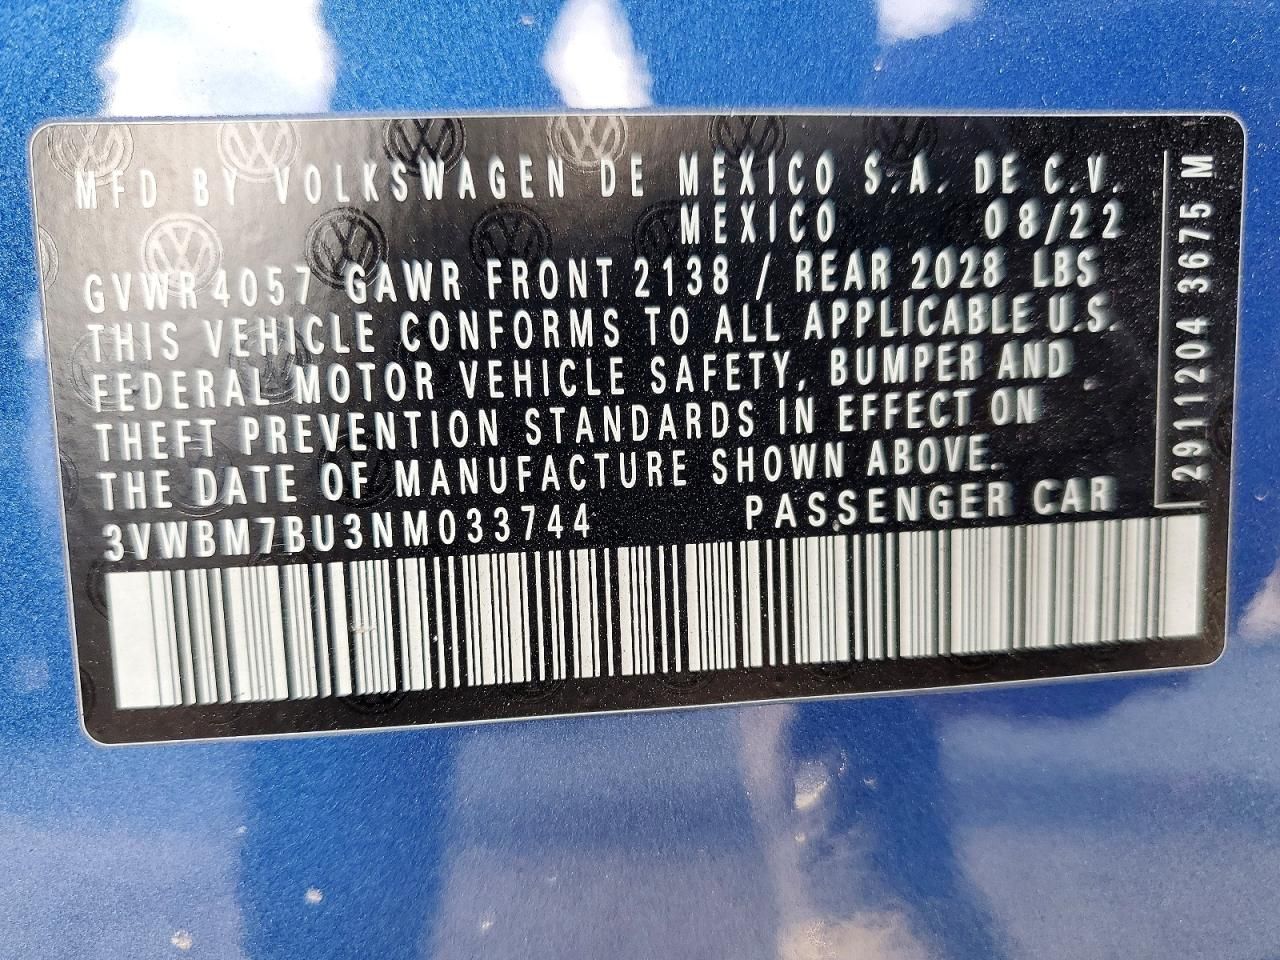 MFD BY VOLKSWAGEN DE MEXICO S.A. DE C.V.
MEXICO 08/22
GVWR4057 GAWR FRONT 2138 / REAR 2028 LBS
THIS VEHICLE CONFORMS TO ALL APPLICABLE U.S.
FEDERAL MOTOR VEHICLE SAFETY, BUMPER AND
THEFT PREVENTION STANDARDS IN EFFECT ON
THE DATE OF MANUFACTURE SHOWN ABOVE.
3VWBM7BU3NM033744 PASSENGER CAR
2911204 3675 M